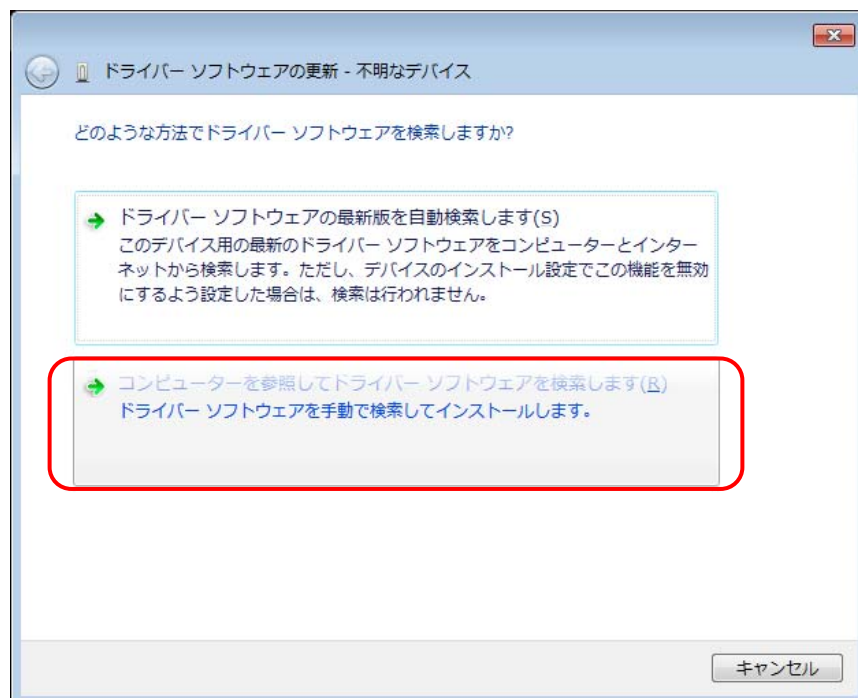 ドライバー ソフトウェアの更新 - 不明なデバイス
どのような方法でドライバー ソフトウェアを検索しますか?
ドライバー ソフトウェアの最新版を自動検索します(S)
このデバイス用の最新のドライバー ソフトウェアをコンピューターとインター
ネットから検索します。ただし、デバイスのインストール設定でこの機能を無効
にするよう設定した場合は、検索は行われません。
コンピューターを参照してドライバー ソフトウェアを検索します(R)
ドライバー ソフトウェアを手動で検索してインストールします。
キャンセル